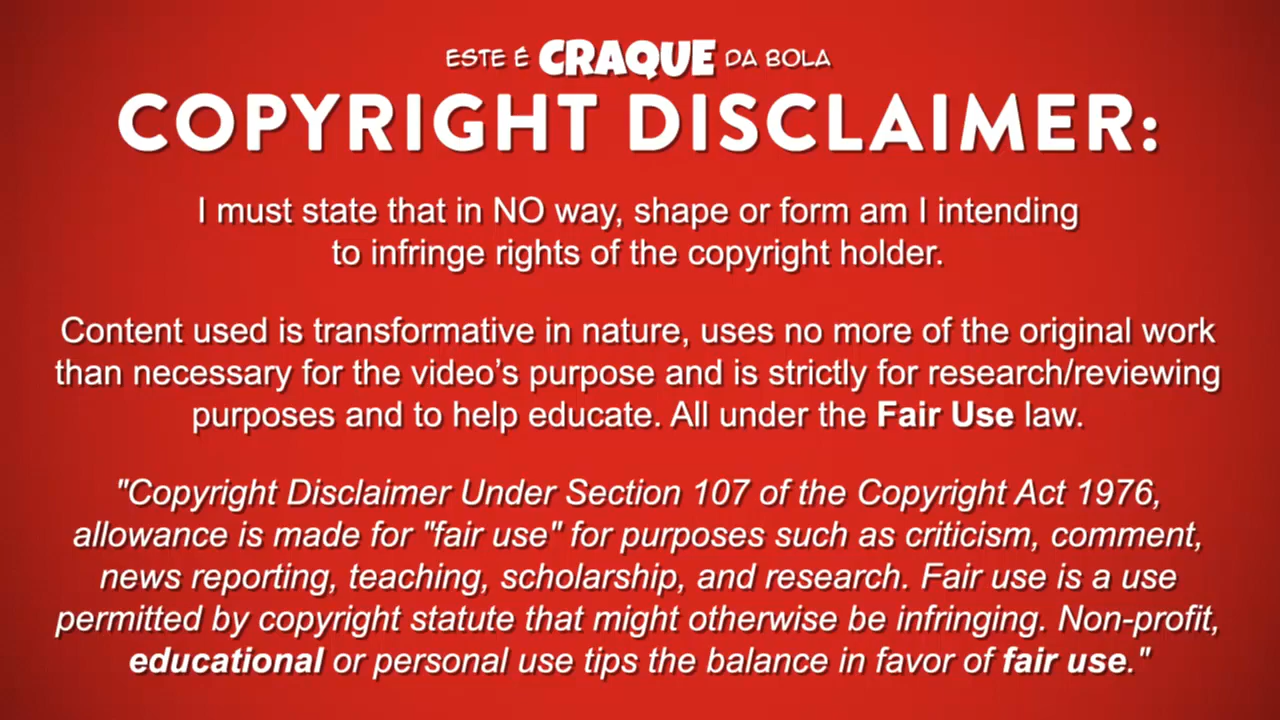 ESTE É CRAQUE DA BOLA
COPYRIGHT DISCLAIMER:
I must state that in NO way, shape or form am I intending
to infringe rights of the copyright holder.
Content used is transformative in nature, uses no more of the original work
than necessary for the video’s purpose and is strictly for research/reviewing
purposes and to help educate. All under the Fair Use law.
"Copyright Disclaimer Under Section 107 of the Copyright Act 1976,
allowance is made for "fair use" for purposes such as criticism, comment,
news reporting, teaching, scholarship, and research. Fair use is a use
permitted by copyright statute that might otherwise be infringing. Non-profit,
educational or personal use tips the balance in favor of fair use."